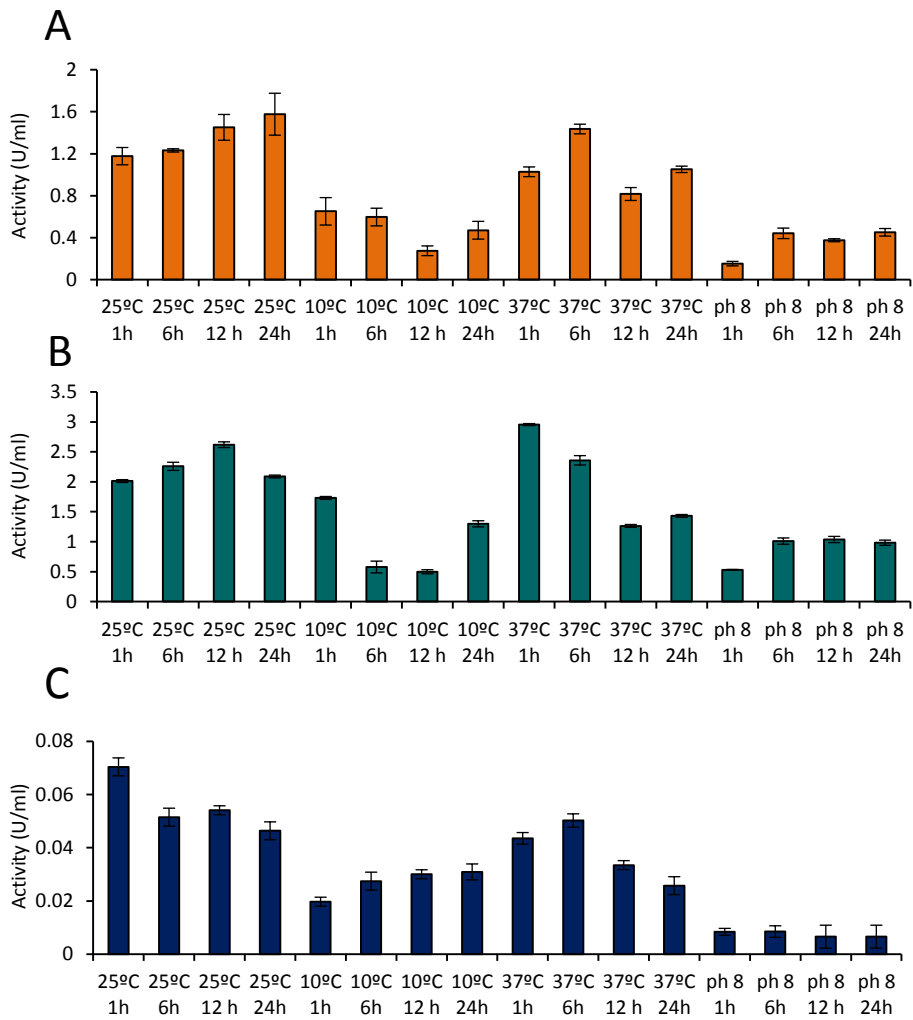 A
Activity (U/ml)
2
1.6
1.2
0.8
0.4
0
25ºC 25ºC 25ºC 25ºC 10ºC 10ºC 10ºC 10ºC 37ºC 37ºC 37ºC 37ºC ph 8 ph 8 ph 8 ph 8
1h 6h 12 h 24h 1h 6h 12 h 24h 1h 6h 12 h 24h 1h 6h 12 h 24h
B
Activity (U/ml)
3.5
3
2.5
2
1.5
1
0.5
0
25ºC 25ºC 25ºC 25ºC 10ºC 10ºC 10ºC 10ºC 37ºC 37ºC 37ºC 37ºC ph 8 ph 8 ph 8 ph 8
1h 6h 12 h 24h 1h 6h 12 h 24h 1h 6h 12 h 24h 1h 6h 12 h 24h
C
Activity (U/ml)
0.08
0.06
0.04
0.02
0
25ºC 25ºC 25ºC 25ºC 10ºC 10ºC 10ºC 10ºC 37ºC 37ºC 37ºC 37ºC ph 8 ph 8 ph 8 ph 8
1h 6h 12 h 24h 1h 6h 12 h 24h 1h 6h 12 h 24h 1h 6h 12 h 24h